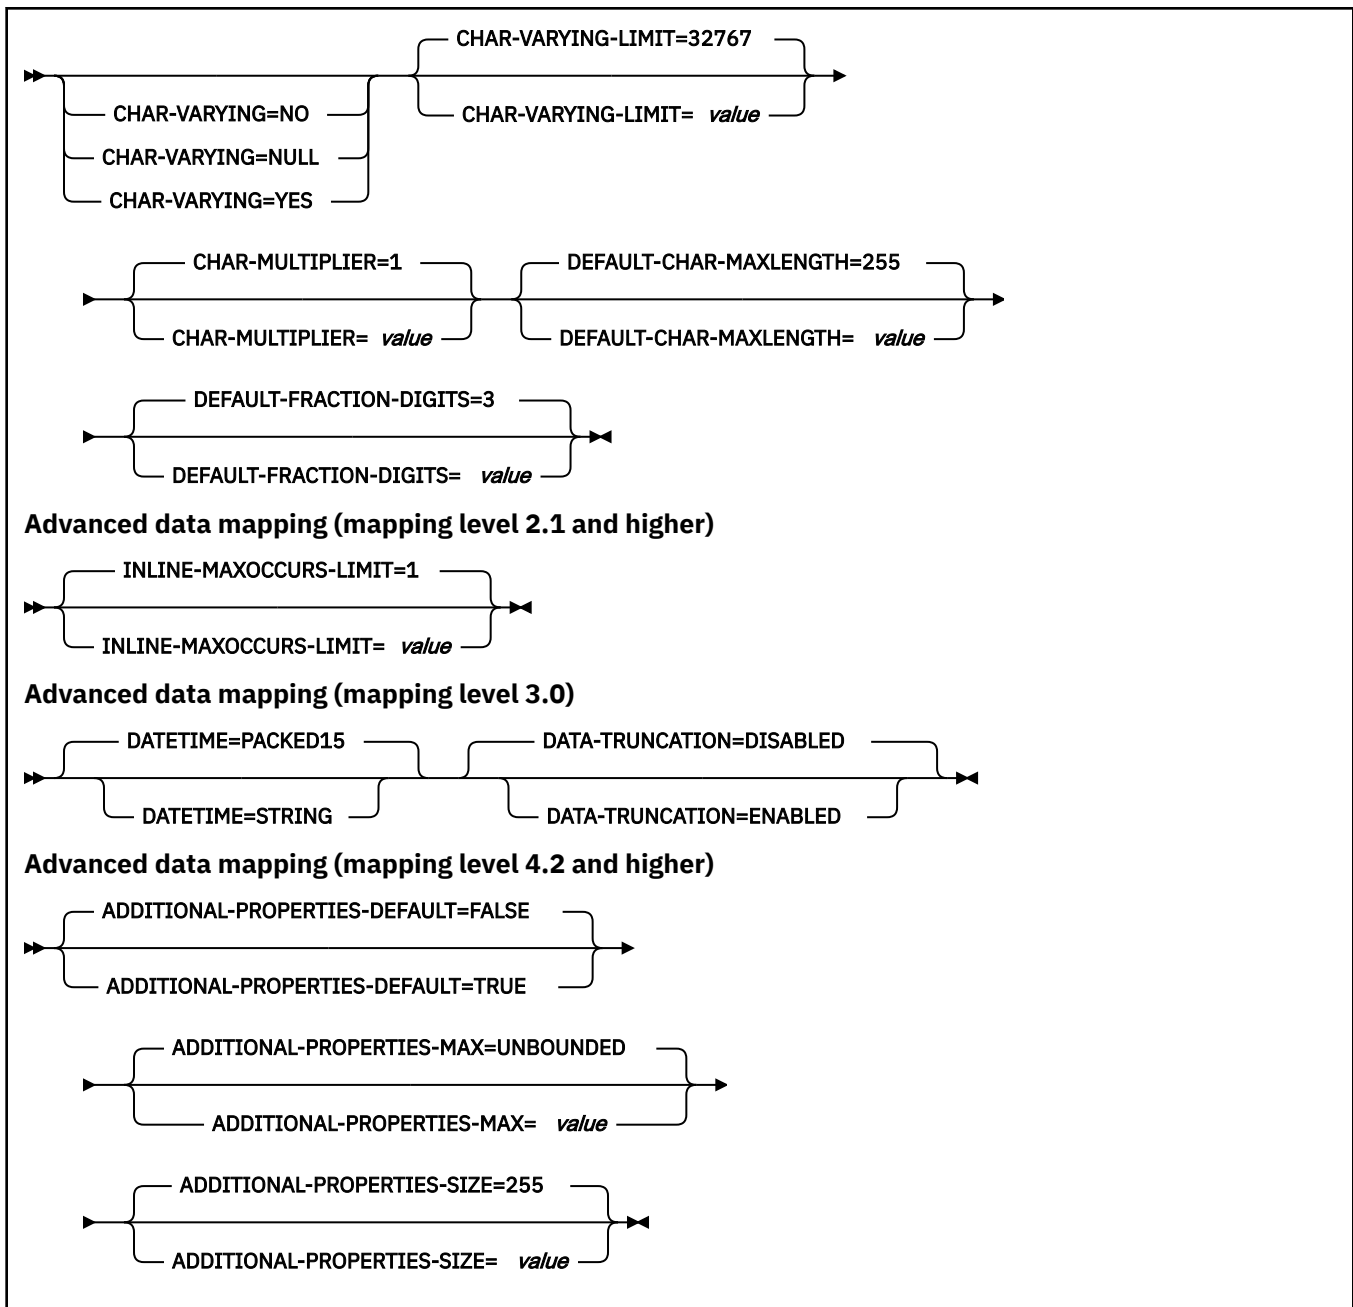 CHAR-VARYING-LIMIT=32767
CHAR-VARYING=NO
CHAR-VARYING-LIMIT= value
CHAR-VARYING=NULL
CHAR-VARYING=YES
CHAR-MULTIPLIER=1
DEFAULT-CHAR-MAXLENGTH=255
CHAR-MULTIPLIER= value
DEFAULT-CHAR-MAXLENGTH= value
DEFAULT-FRACTION-DIGITS=3
DEFAULT-FRACTION-DIGITS= value
Advanced data mapping (mapping level 2.1 and higher)
INLINE-MAXOCCURS-LIMIT=1
INLINE-MAXOCCURS-LIMIT= value
Advanced data mapping (mapping level 3.0)
DATETIME=PACKED15
DATA-TRUNCATION=DISABLED
DATETIME=STRING
DATA-TRUNCATION=ENABLED
Advanced data mapping (mapping level 4.2 and higher)
ADDITIONAL-PROPERTIES-DEFAULT=FALSE
ADDITIONAL-PROPERTIES-DEFAULT=TRUE
ADDITIONAL-PROPERTIES-MAX=UNBOUNDED
ADDITIONAL-PROPERTIES-MAX= value
ADDITIONAL-PROPERTIES-SIZE=255
ADDITIONAL-PROPERTIES-SIZE= value